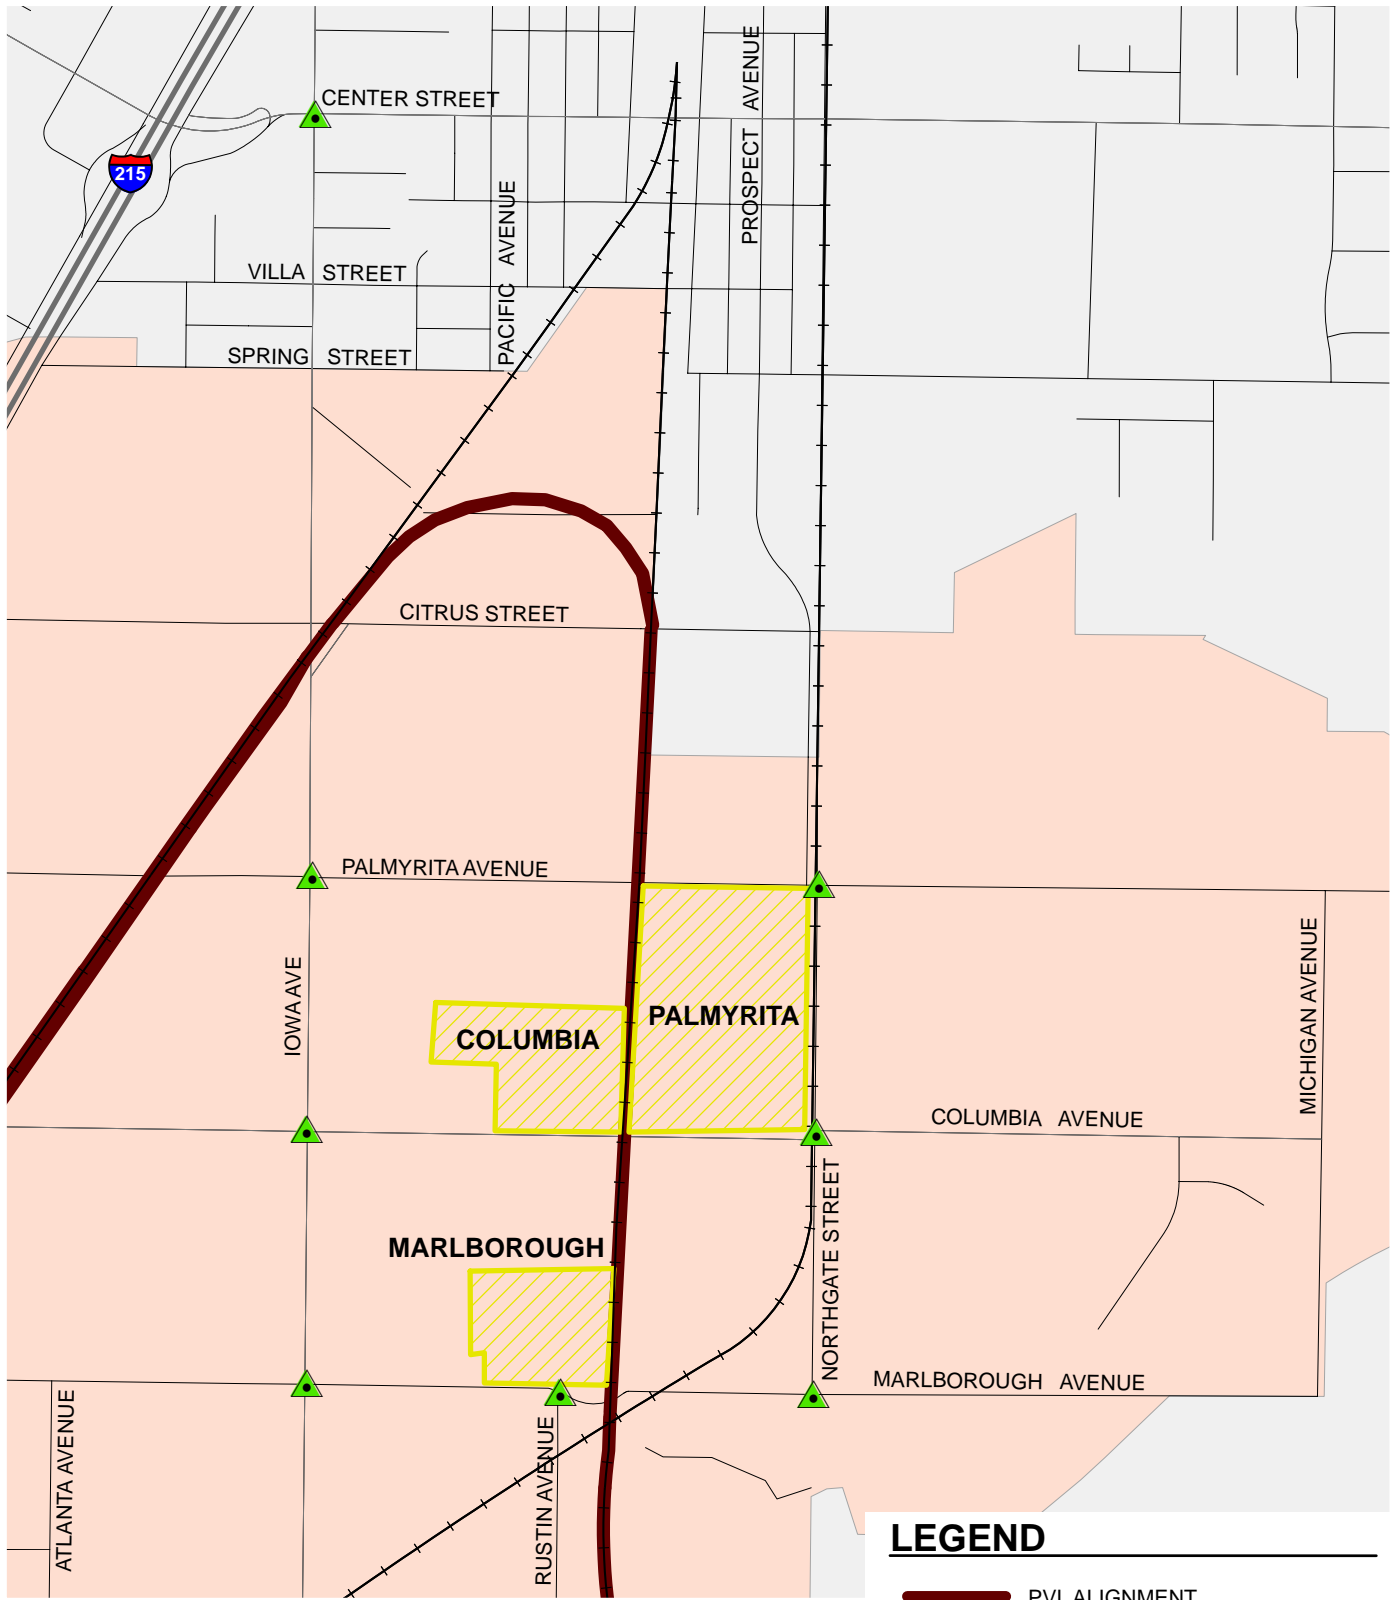 PROSPECT AVENUE
CENTER STREET
215
PACIFIC AVENUE
VILLA STREET
SPRING STREET
CITRUS STREET
PALMYRITA AVENUE
IOWA AVE
MICHIGAN AVENUE
PALMYRITA
COLUMBIA
COLUMBIA AVENUE
NORTHGATE STREET
MARLBOROUGH
MARLBOROUGH AVENUE
ATLANTA AVENUE
RUSTIN AVENUE
LEGEND
PVL ALIGNMENT